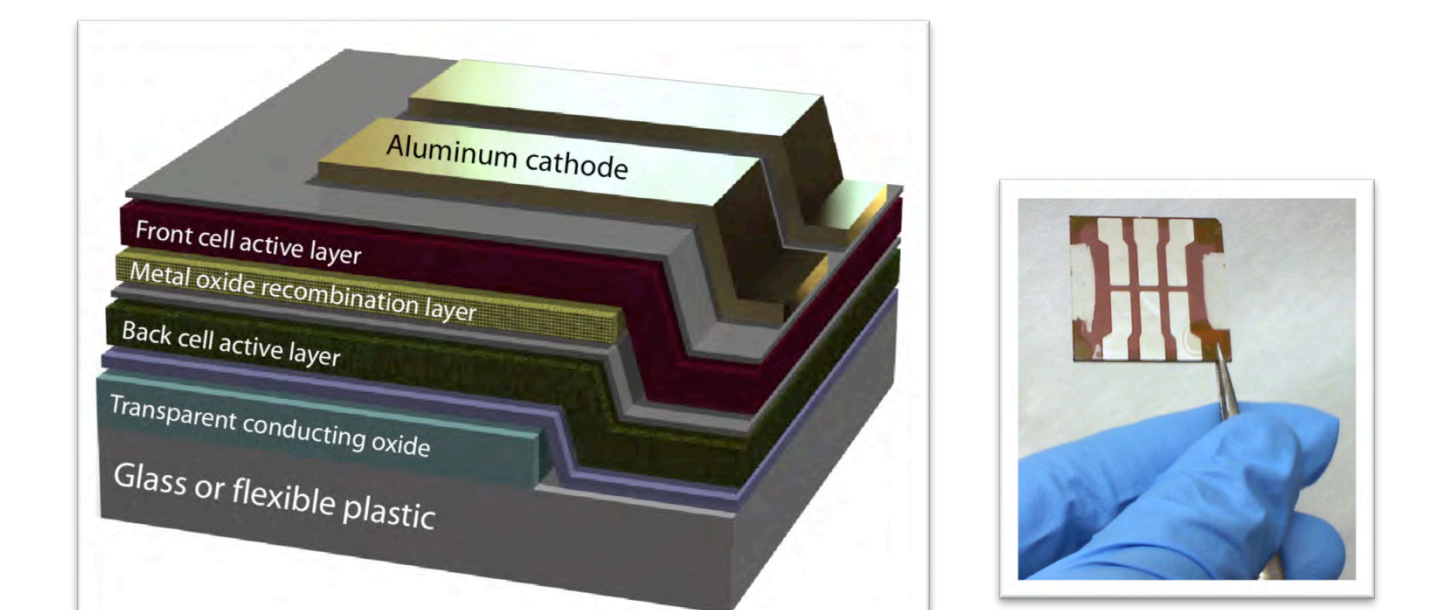 Aluminum cathode
Front cell active layer
Metal oxide recombination layer
Back cell active layer
Transparent conducting oxide
Glass or flexible plastic